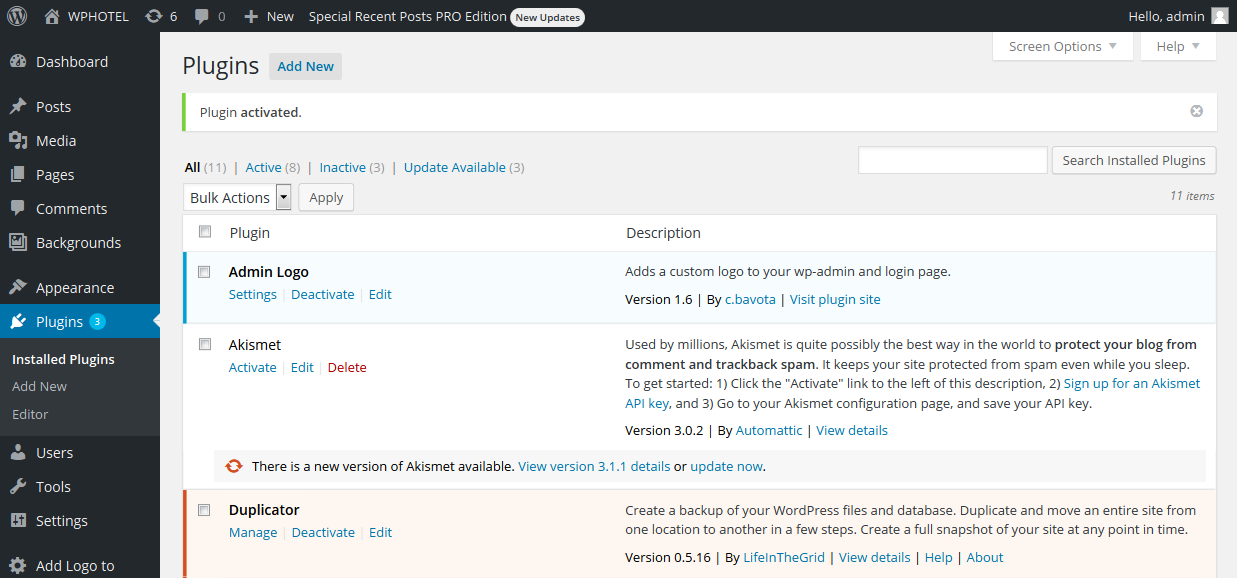 WPHOTEL 6 0 New Special Recent Posts PRO Edition New Updates Hello, admin
Dashboard
Posts
Media
Pages
Comments
Backgrounds
Appearance
Plugins 3
Installed Plugins
Add New
Editor
Users
Tools
Settings
Add Logo to
Screen Options Help
Plugins Add New
Plugin activated.
All (11) | Active (8) | Inactive (3) | Update Available (3)
Search Installed Plugins
Bulk Actions Apply
11 items
Plugin Description
Admin Logo
Settings | Deactivate | Edit
Adds a custom logo to your wp-admin and login page.
Version 1.6 | By c.bavota | Visit plugin site
Akismet
Activate | Edit | Delete
Used by millions, Akismet is quite possibly the best way in the world to protect your blog from
comment and trackback spam. It keeps your site protected from spam even while you sleep.
To get started: 1) Click the "Activate" link to the left of this description, 2) Sign up for an Akismet
API key, and 3) Go to your Akismet configuration page, and save your API key.
Version 3.0.2 | By Automattic | View details
There is a new version of Akismet available. View version 3.1.1 details or update now.
Duplicator
Manage | Deactivate | Edit
Create a backup of your WordPress files and database. Duplicate and move an entire site from
one location to another in a few steps. Create a full snapshot of your site at any point in time.
Version 0.5.16 | By LifeInTheGrid | View details | Help | About